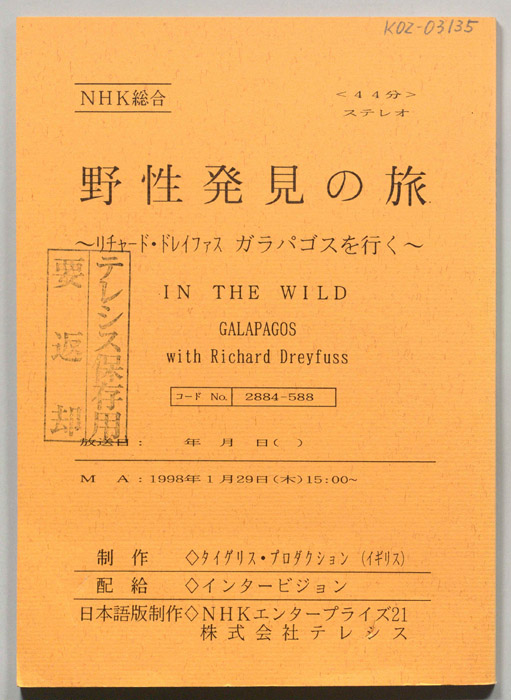 KOZ-03135
NHK総合
<44分>
ステレオ
野性発見の旅
～リチャード・ドレイファス ガラパゴスを行く～
IN THE WILD
GALAPAGOS
with Richard Dreyfuss
テレシス保存用
要返却
コード No. 2884-588
放送日: 年 月 日( )
M A:1998年1月29日(木)15:00~
制作 ◇タイグリス・プロダクション (イギリス)
配給 ◇インタービジョン
日本語版制作◇NHKエンタープライズ21
株式会社テレシス